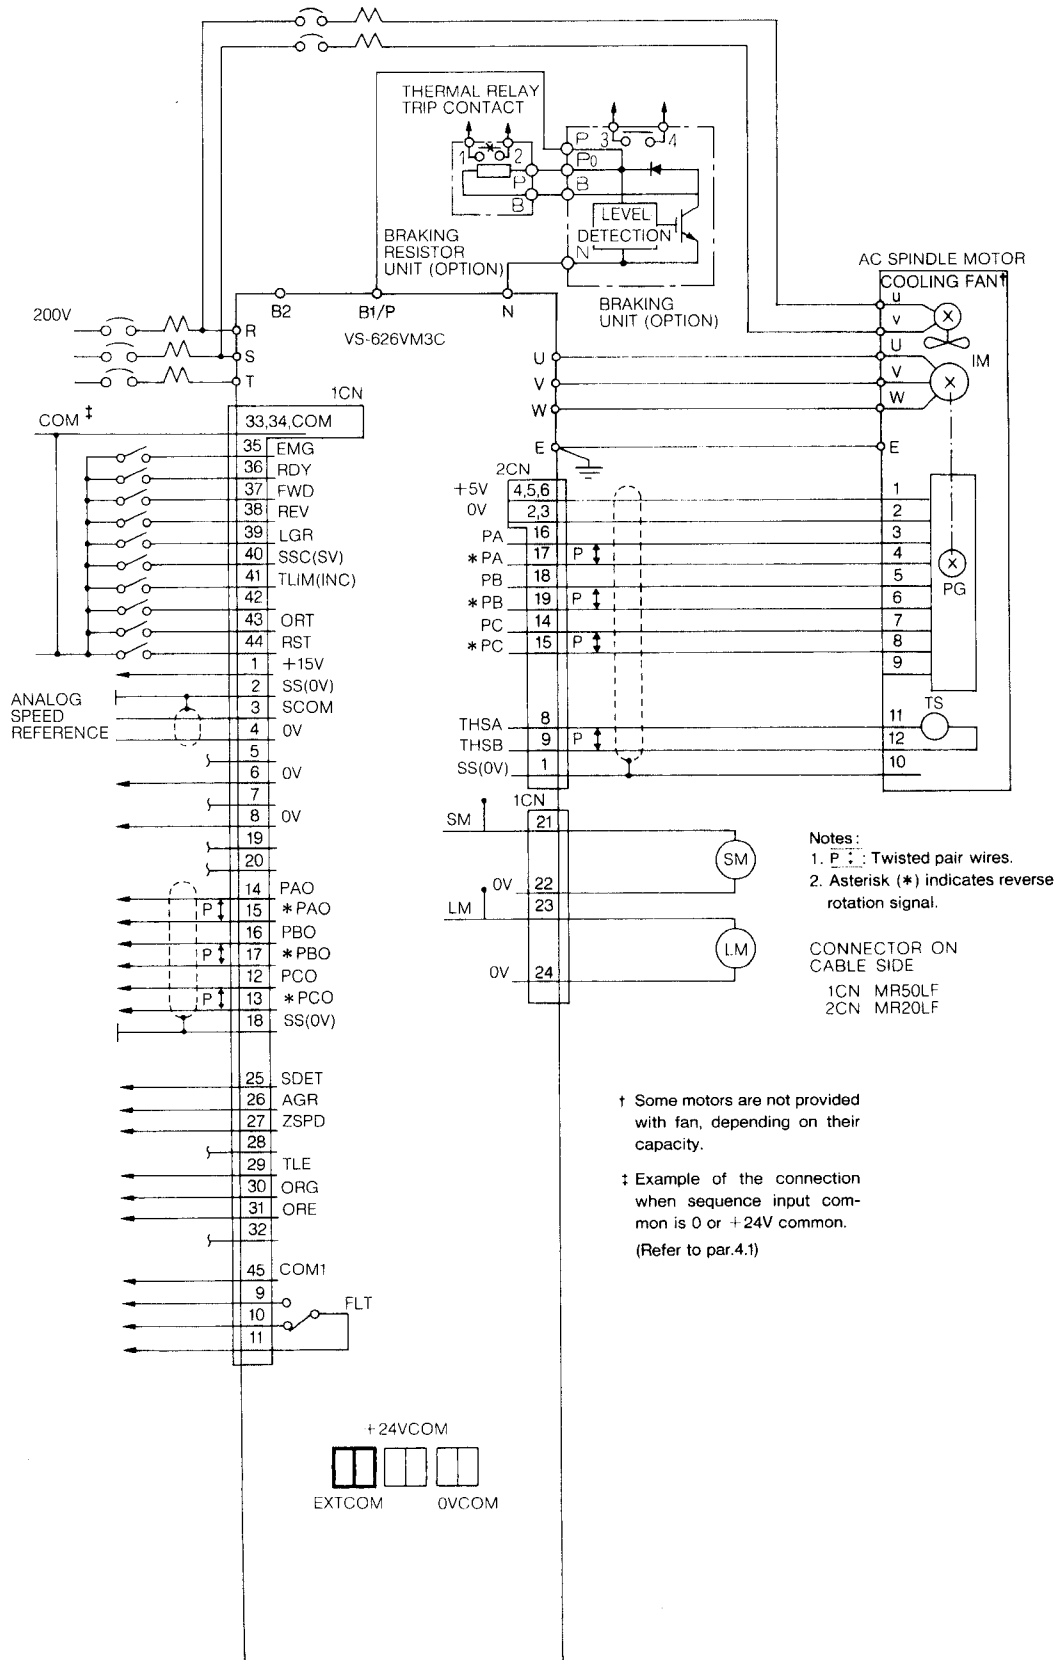 THERMAL RELAY
TRIP CONTACT
1
2
P
B
BRAKING
RESISTOR
UNIT (OPTION)
3
4
P
P0
B
LEVEL
DETECTION
N
BRAKING
UNIT (OPTION)
AC SPINDLE MOTOR
COOLING FAN†
u
v
U
V
W
IM
E
200V
R
S
T
B2
B1/P
N
VS-626VM3C
U
V
W
E
1CN
COM ‡
33,34,COM
35 EMG
36 RDY
37 FWD
38 REV
39 LGR
40 SSC(SV)
41 TLIM(INC)
42
43 ORT
44 RST
1 +15V
2 SS(0V)
3 SCOM
4 0V
5
6 0V
7
8 0V
19
20
ANALOG
SPEED
REFERENCE
14 PAO
P 15 *PAO
16 PBO
P 17 *PBO
12 PCO
P 13 *PCO
18 SS(0V)
25 SDET
26 AGR
27 ZSPD
28
29 TLE
30 ORG
31 ORE
32
45 COM1
9
10
11
FLT
2CN
+5V 4,5,6
0V 2,3
PA 16
*PA 17 P
PB 18
*PB 19 P
PC 14
*PC 15 P
THSA 8
THSB 9 P
SS(0V) 1
1
2
3
4
5
6
7
8
9
PG
TS
11
12
10
1CN
SM 21
SM
0V 22
LM 23
LM
0V 24
Notes:
1. P ↕ : Twisted pair wires.
2. Asterisk (*) indicates reverse
rotation signal.
CONNECTOR ON
CABLE SIDE
1CN MR50LF
2CN MR20LF
† Some motors are not provided
with fan, depending on their
capacity.
‡ Example of the connection
when sequence input com-
mon is 0 or +24V common.
(Refer to par.4.1)
+24VCOM
EXTCOM
0VCOM